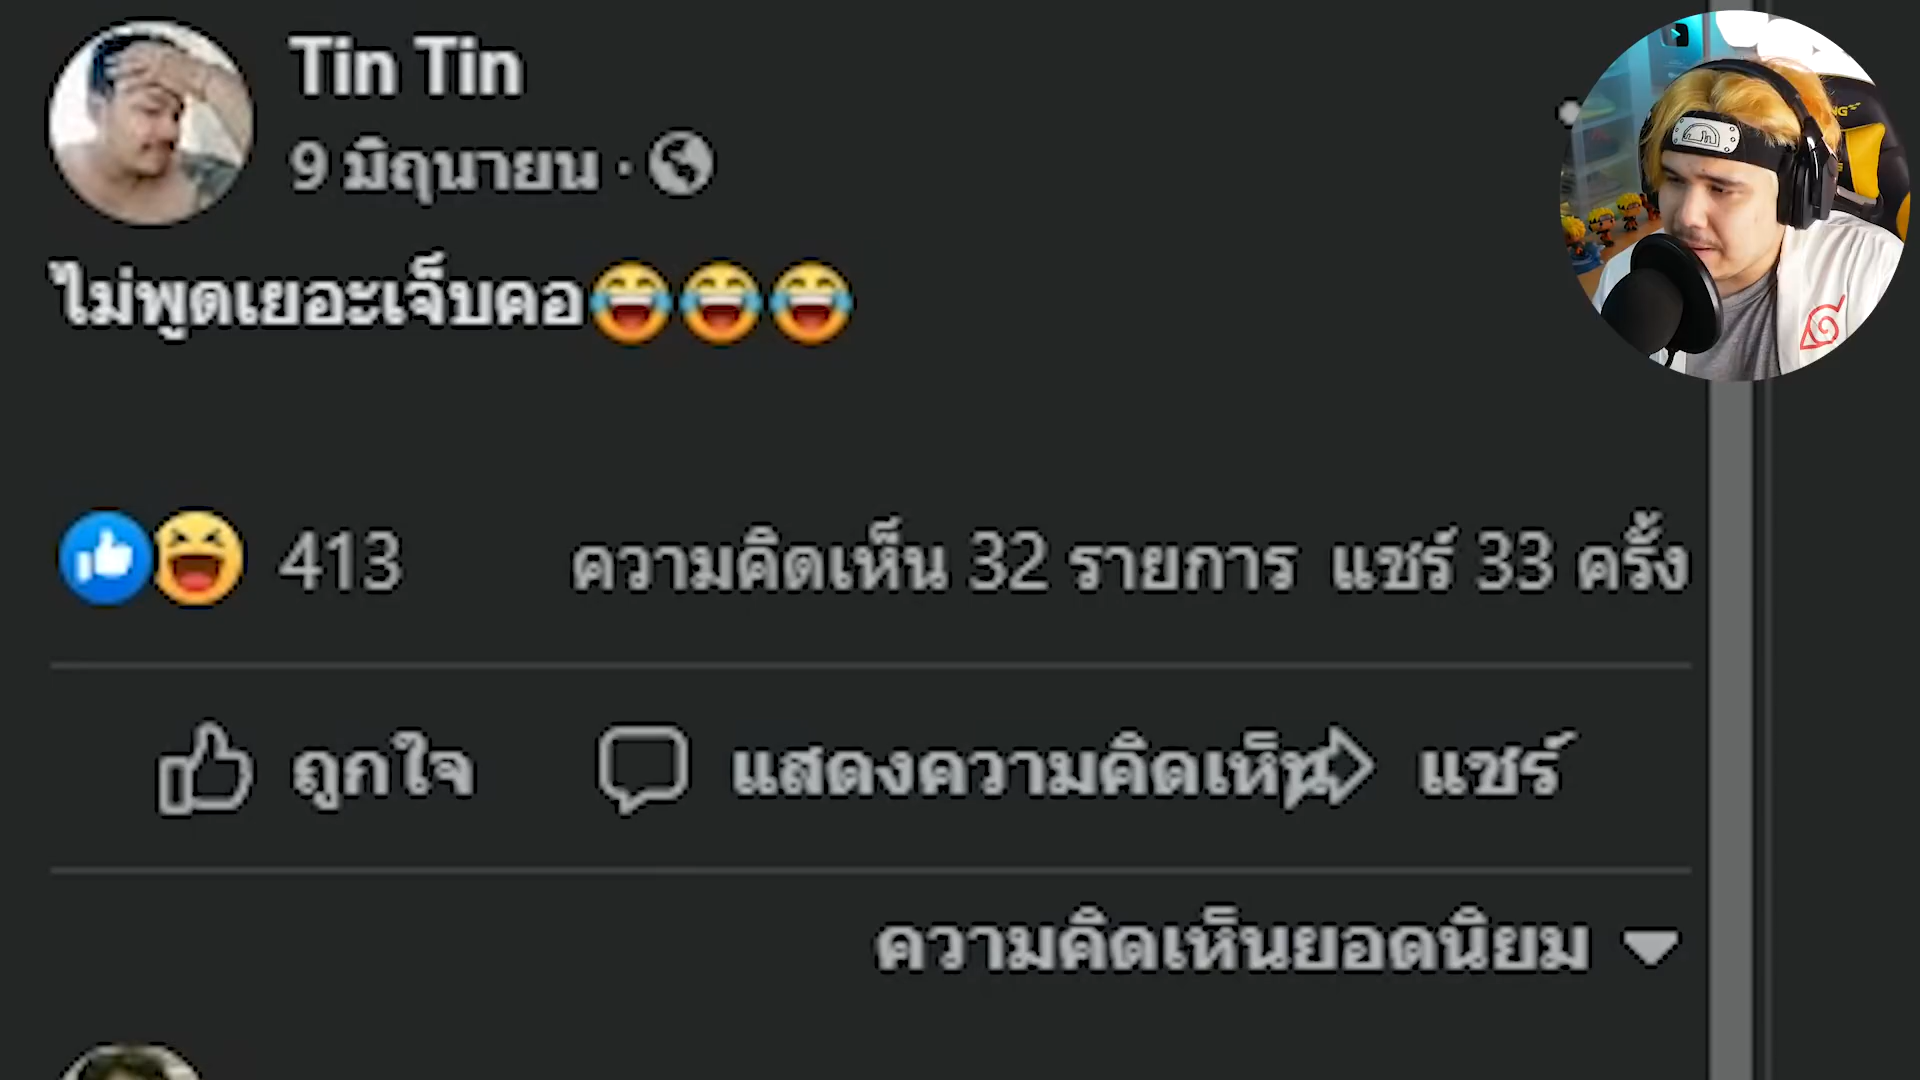 Tin Tin
9 มิถุนายน ·
ไม่พูดเยอะเจ็บคอ😂😂😂
413 ความคิดเห็น 32 รายการ แชร์ 33 ครั้ง
ถูกใจ แสดงความคิดเห็น แชร์
ความคิดเห็นยอดนิยม